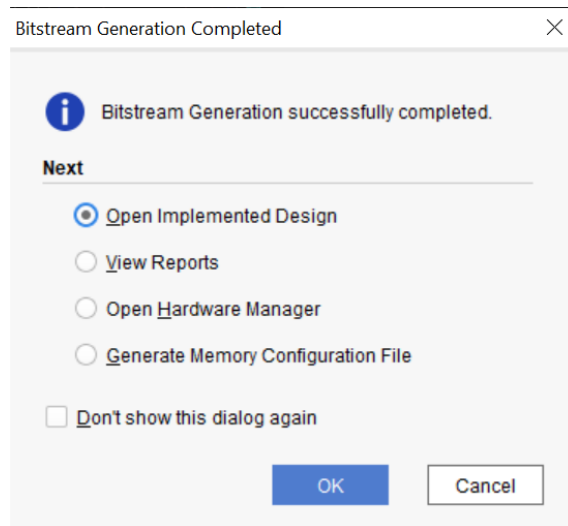 Bitstream Generation Completed
Bitstream Generation successfully completed.
Next
Open Implemented Design
View Reports
Open Hardware Manager
Generate Memory Configuration File
Don't show this dialog again
OK
Cancel